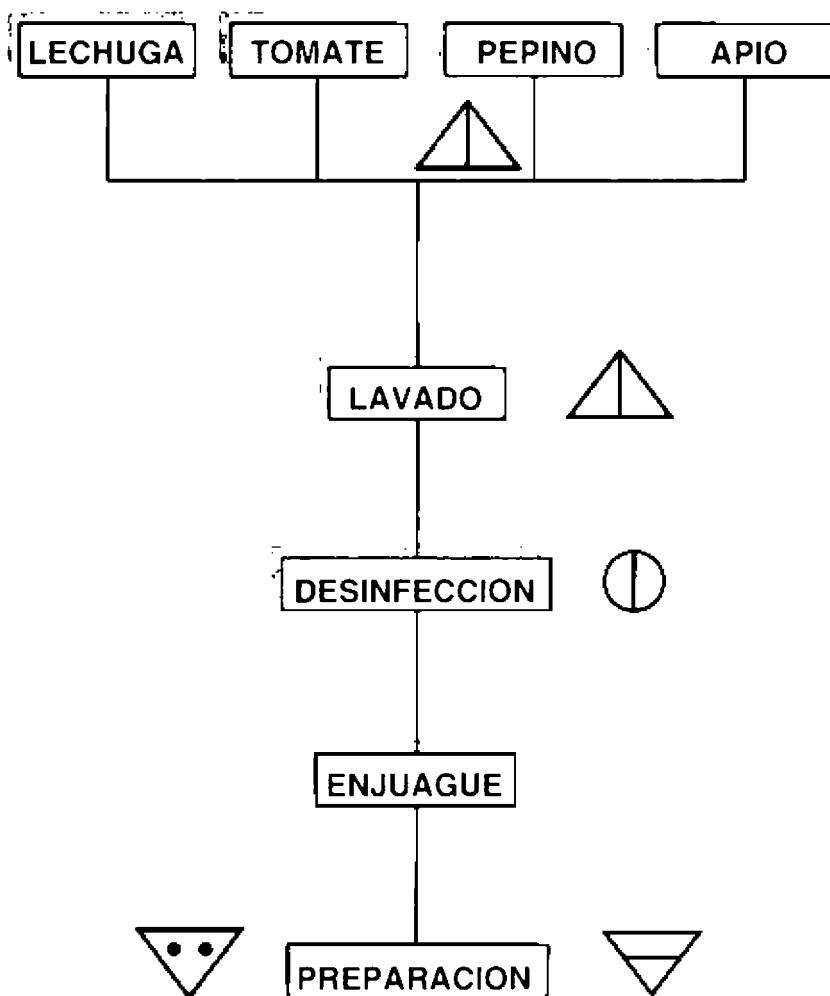 LECHUGA TOMATE PEPINO APIO
LAVADO
DESINFECCION
ENJUAGUE
PREPARACION